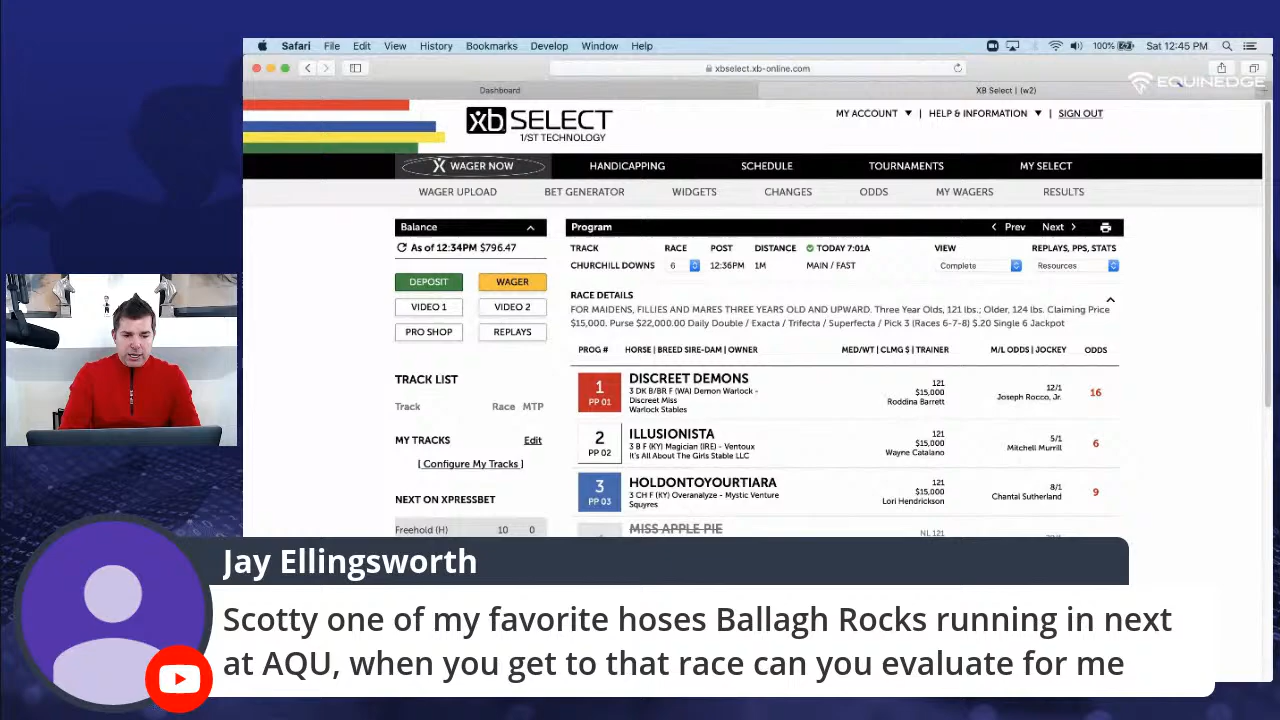 Safari File Edit View History Bookmarks Develop Window Help 100% Sat 12:45 PM
xbselect.xb-online.com
EQUINEDGE
Dashboard XB Select | (w2)
xb SELECT
1/ST TECHNOLOGY
MY ACCOUNT | HELP & INFORMATION | SIGN OUT
X WAGER NOW HANDICAPPING SCHEDULE TOURNAMENTS MY SELECT
WAGER UPLOAD BET GENERATOR WIDGETS CHANGES ODDS MY WAGERS RESULTS
Balance
As of 12:34PM $796.47
DEPOSIT WAGER
VIDEO 1 VIDEO 2
PRO SHOP REPLAYS
TRACK LIST
Track Race MTP
MY TRACKS Edit
[ Configure My Tracks ]
NEXT ON XPRESSBET
Freehold (H) 10 0
Program < Prev Next >
TRACK RACE POST DISTANCE TODAY 7:01A VIEW REPLAYS, PPS, STATS
CHURCHILL DOWNS 6 12:36PM 1M MAIN / FAST Complete Resources
RACE DETAILS
FOR MAIDENS, FILLIES AND MARES THREE YEARS OLD AND UPWARD. Three Year Olds, 121 lbs.; Older, 124 lbs. Claiming Price
$15,000. Purse $22,000.00 Daily Double / Exacta / Trifecta / Superfecta / Pick 3 (Races 6-7-8) $.20 Single 6 Jackpot
PROG # HORSE | BREED SIRE-DAM | OWNER MED/WT | CLMG $ | TRAINER M/L ODDS | JOCKEY ODDS
1
PP 01
DISCREET DEMONS
3 DK B/BR F (WA) Demon Warlock -
Discreet Miss
Warlock Stables
121
$15,000
Roddina Barrett
12/1
Joseph Rocco, Jr.
16
2
PP 02
ILLUSIONISTA
3 B F (KY) Magician (IRE) - Ventoux
It's All About The Girls Stable LLC
121
$15,000
Wayne Catalano
5/1
Mitchell Murrill
6
3
PP 03
HOLDONTOYOURTIARA
3 CH F (KY) Overanalyze - Mystic Venture
Squyres
121
$15,000
Lori Hendrickson
8/1
Chantal Sutherland
9
MISS APPLE PIE
NL 121
Jay Ellingsworth
Scotty one of my favorite hoses Ballagh Rocks running in next
at AQU, when you get to that race can you evaluate for me